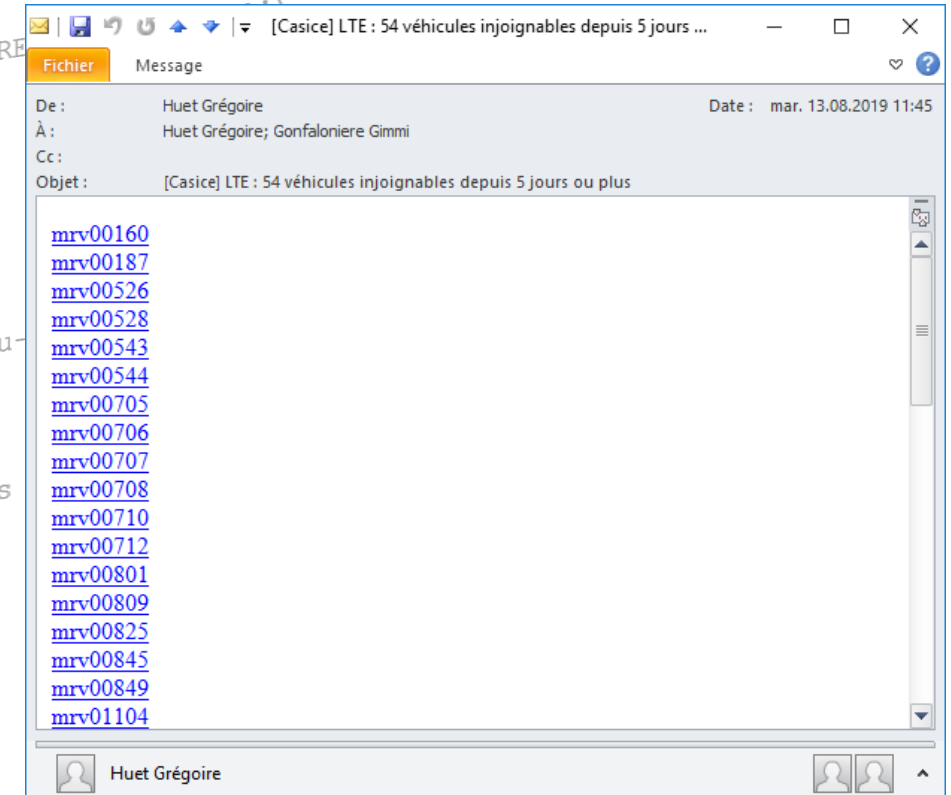 [Casice] LTE : 54 véhicules injoignables depuis 5 jours ...
RE
Fichier Message
De : Huet Grégoire Date : mar. 13.08.2019 11:45
À : Huet Grégoire; Gonfaloniere Gimmi
Cc :
Objet : [Casice] LTE : 54 véhicules injoignables depuis 5 jours ou plus
mrv00160
mrv00187
mrv00526
mrv00528
u- mrv00543
mrv00544
mrv00705
mrv00706
mrv00707
s mrv00708
mrv00710
mrv00712
mrv00801
mrv00809
mrv00825
mrv00845
mrv00849
mrv01104
Huet Grégoire